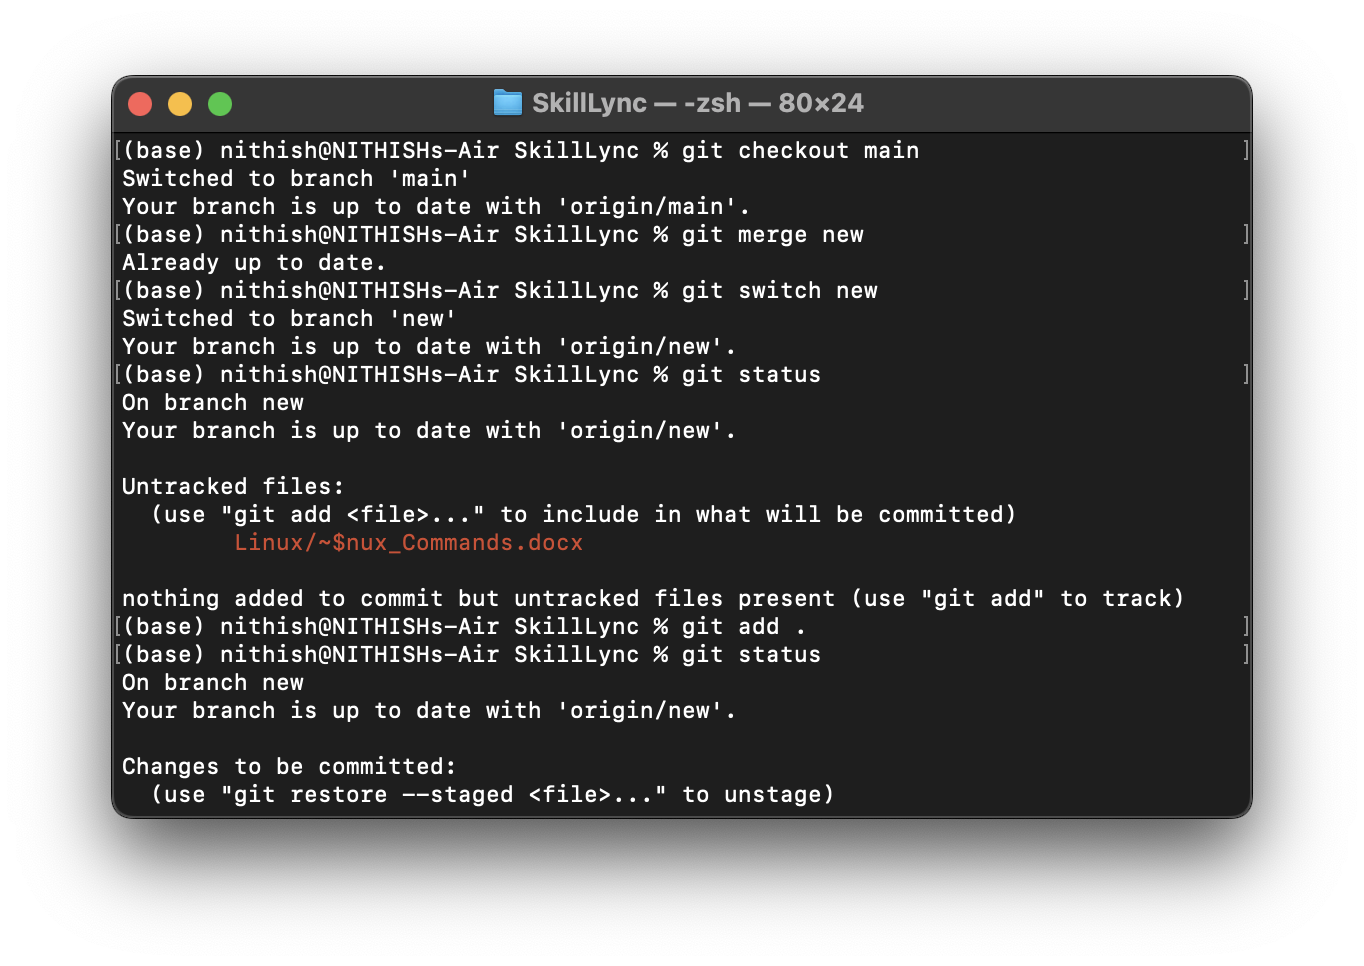 SkillLync — -zsh — 80×24
[(base) nithish@NITHISHs-Air SkillLync % git checkout main ]
Switched to branch 'main'
Your branch is up to date with 'origin/main'.
[(base) nithish@NITHISHs-Air SkillLync % git merge new ]
Already up to date.
[(base) nithish@NITHISHs-Air SkillLync % git switch new ]
Switched to branch 'new'
Your branch is up to date with 'origin/new'.
[(base) nithish@NITHISHs-Air SkillLync % git status ]
On branch new
Your branch is up to date with 'origin/new'.
Untracked files:
(use "git add <file>..." to include in what will be committed)
Linux/~$nux_Commands.docx
nothing added to commit but untracked files present (use "git add" to track)
[(base) nithish@NITHISHs-Air SkillLync % git add . ]
[(base) nithish@NITHISHs-Air SkillLync % git status ]
On branch new
Your branch is up to date with 'origin/new'.
Changes to be committed:
(use "git restore --staged <file>..." to unstage)